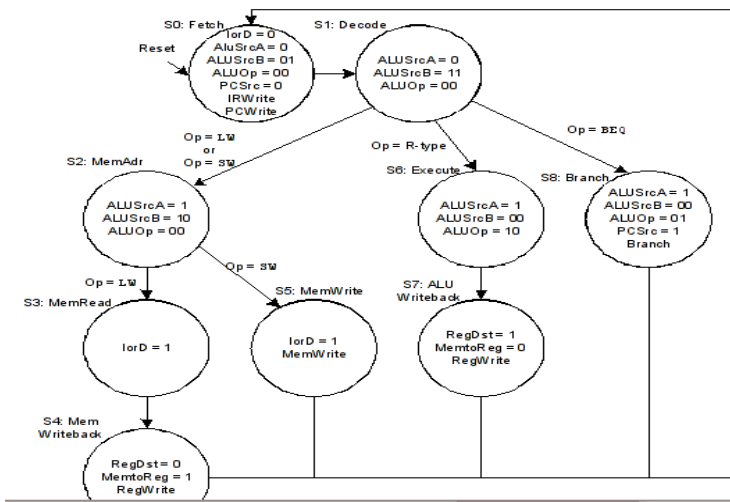 S0: Fetch
IorD = 0
AluSrcA = 0
ALUSrcB = 01
ALUOp = 00
PCSrc = 0
IRWrite
PCWrite
Reset
S1: Decode
ALUSrcA = 0
ALUSrcB = 11
ALUOp = 00
Op = LW
or
Op = SW
Op = R-type
Op = BEQ
S2: MemAdr
ALUSrcA = 1
ALUSrcB = 10
ALUOp = 00
S6: Execute
ALUSrcA = 1
ALUSrcB = 00
ALUOp = 10
S8: Branch
ALUSrcA = 1
ALUSrcB = 00
ALUOp = 01
PCSrc = 1
Branch
Op = LW
Op = SW
S3: MemRead
IorD = 1
S5: MemWrite
IorD = 1
MemWrite
S7: ALU
Writeback
RegDst = 1
MemtoReg = 0
RegWrite
S4: Mem
Writeback
RegDst = 0
MemtoReg = 1
RegWrite